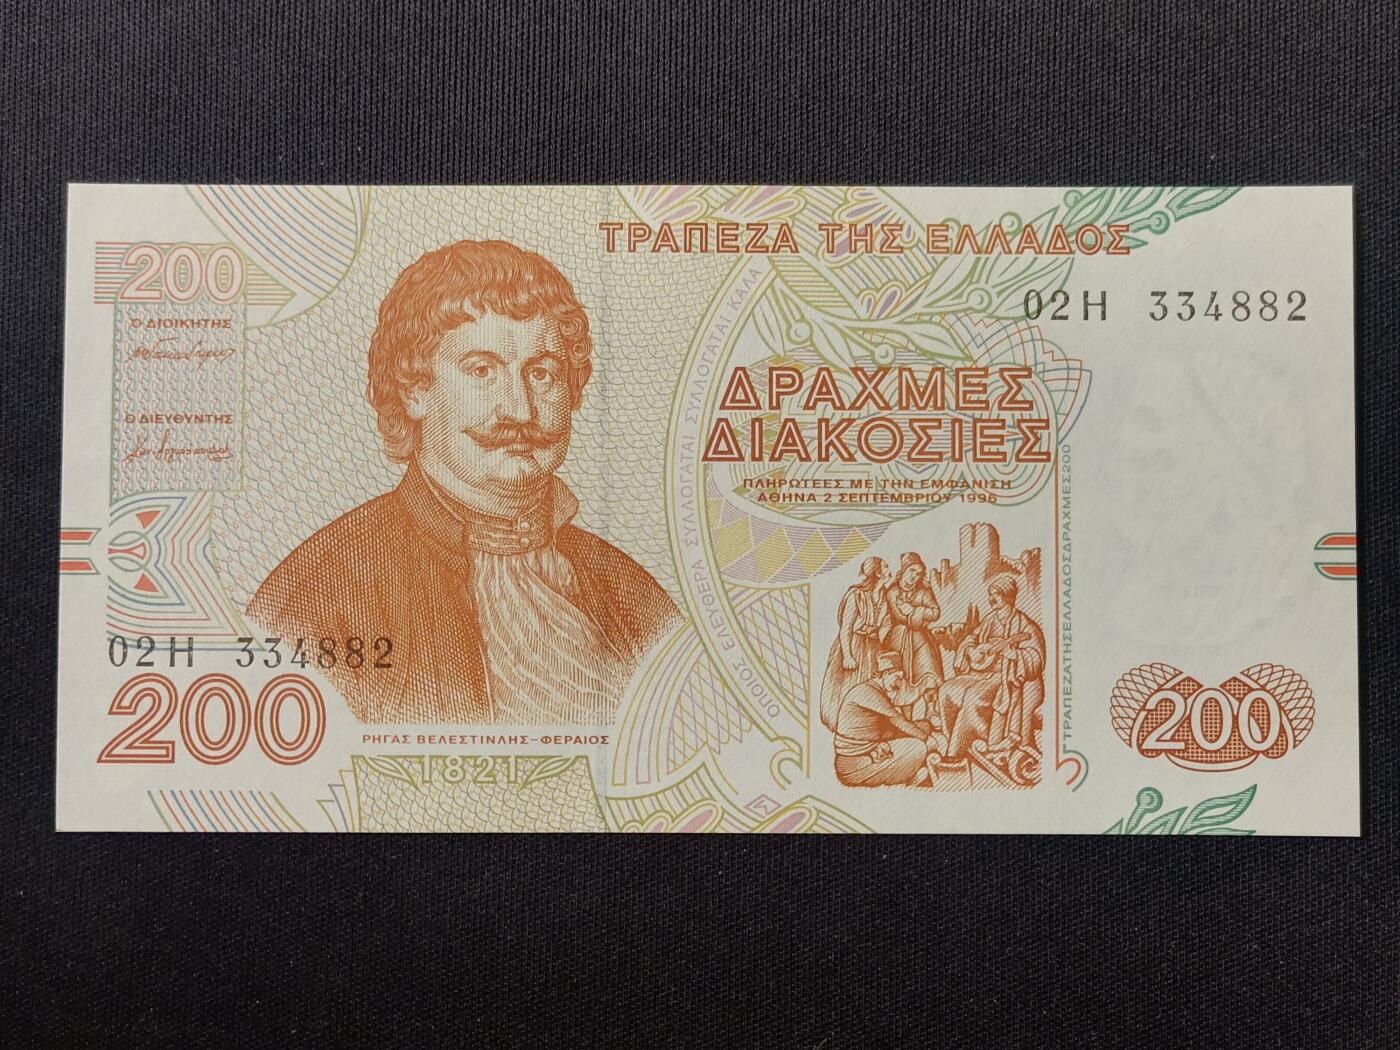 ΤΡΑΠΕΖΑ ΤΗΣ ΕΛΛΑΔΟΣ
200
02Η 334882
Ο ΔΙΟΙΚΗΤΗΣ
Ο ΔΙΕΥΘΥΝΤΗΣ
ΟΠΟΙΟΣ ΕΛΕΥΘΕΡΑ ΣΥΛΛΟΓΑΤΑΙ ΣΥΛΛΟΓΑΤΑΙ ΚΑΛΑ
ΔΡΑΧΜΕΣ
ΔΙΑΚΟΣΙΕΣ
ΠΛΗΡΩΤΕΕΣ ΜΕ ΤΗΝ ΕΜΦΑΝΙΣΗ
ΑΘΗΝΑ 2 ΣΕΠΤΕΜΒΡΙΟΥ 1996
ΤΡΑΠΕΖΑΤΗΣΕΛΛΑΔΟΣΔΡΑΧΜΕΣ200
02Η 334882
200
ΡΗΓΑΣ ΒΕΛΕΣΤΙΝΛΗΣ–ΦΕΡΑΙΟΣ
1821
200